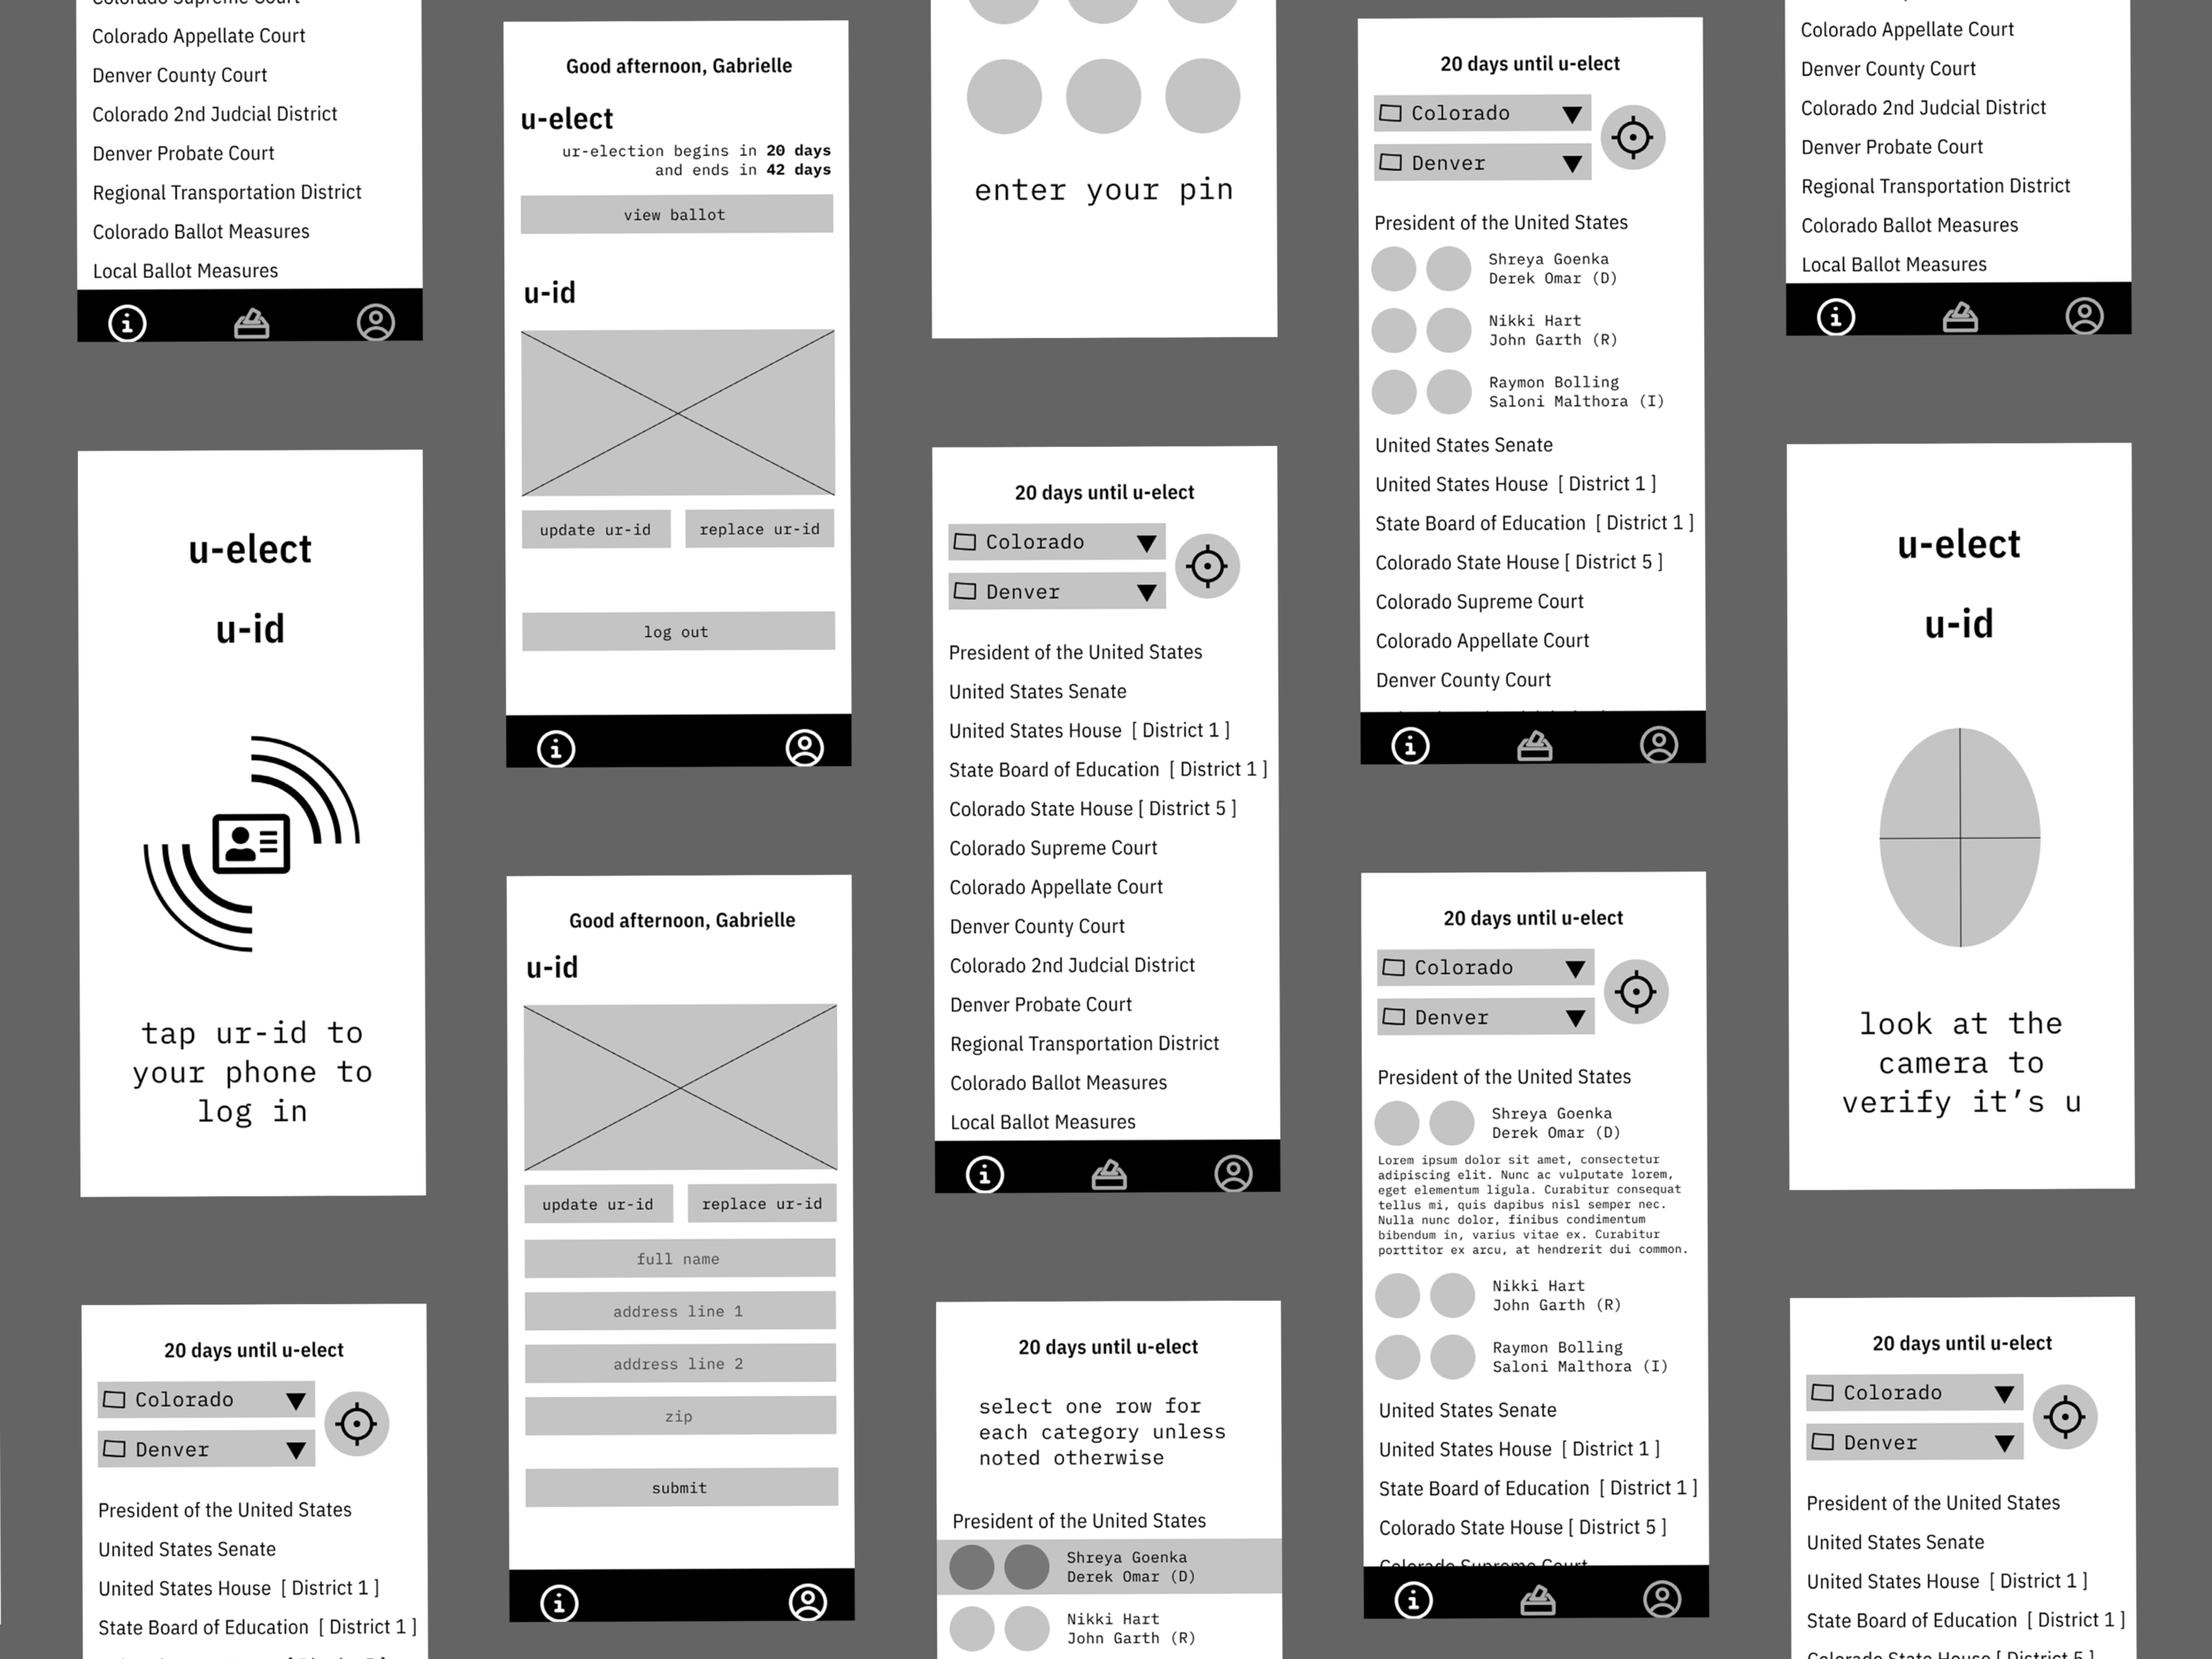 Colorado Supreme Court
Colorado Appellate Court
Denver County Court
Colorado 2nd Judcial District
Denver Probate Court
Regional Transportation District
Colorado Ballot Measures
Local Ballot Measures
u-elect
u-id
tap ur-id to
your phone to
log in
20 days until u-elect
Colorado
Denver
President of the United States
United States Senate
United States House [ District 1 ]
State Board of Education [ District 1 ]
Good afternoon, Gabrielle
u-elect
ur-election begins in 20 days
and ends in 42 days
view ballot
u-id
update ur-id
replace ur-id
log out
Good afternoon, Gabrielle
u-id
update ur-id
replace ur-id
full name
address line 1
address line 2
zip
submit
enter your pin
20 days until u-elect
Colorado
Denver
President of the United States
United States Senate
United States House [ District 1 ]
State Board of Education [ District 1 ]
Colorado State House [ District 5 ]
Colorado Supreme Court
Colorado Appellate Court
Denver County Court
Colorado 2nd Judcial District
Denver Probate Court
Regional Transportation District
Colorado Ballot Measures
Local Ballot Measures
20 days until u-elect
select one row for
each category unless
noted otherwise
President of the United States
Shreya Goenka
Derek Omar (D)
Nikki Hart
John Garth (R)
20 days until u-elect
Colorado
Denver
President of the United States
Shreya Goenka
Derek Omar (D)
Nikki Hart
John Garth (R)
Raymon Bolling
Saloni Malthora (I)
United States Senate
United States House [ District 1 ]
State Board of Education [ District 1 ]
Colorado State House [ District 5 ]
Colorado Supreme Court
Colorado Appellate Court
Denver County Court
20 days until u-elect
Colorado
Denver
President of the United States
Shreya Goenka
Derek Omar (D)
Lorem ipsum dolor sit amet, consectetur
adipiscing elit. Nunc ac vulputate lorem,
eget elementum ligula. Curabitur consequat
tellus mi, quis dapibus nisl semper nec.
Nulla nunc dolor, finibus condimentum
bibendum in, varius vitae ex. Curabitur
porttitor ex arcu, at hendrerit dui common.
Nikki Hart
John Garth (R)
Raymon Bolling
Saloni Malthora (I)
United States Senate
United States House [ District 1 ]
State Board of Education [ District 1 ]
Colorado State House [ District 5 ]
Colorado Supreme Court
Colorado Appellate Court
Denver County Court
Colorado 2nd Judcial District
Denver Probate Court
Regional Transportation District
Colorado Ballot Measures
Local Ballot Measures
u-elect
u-id
look at the
camera to
verify it’s u
20 days until u-elect
Colorado
Denver
President of the United States
United States Senate
United States House [ District 1 ]
State Board of Education [ District 1 ]
Colorado State House [ District 5 ]